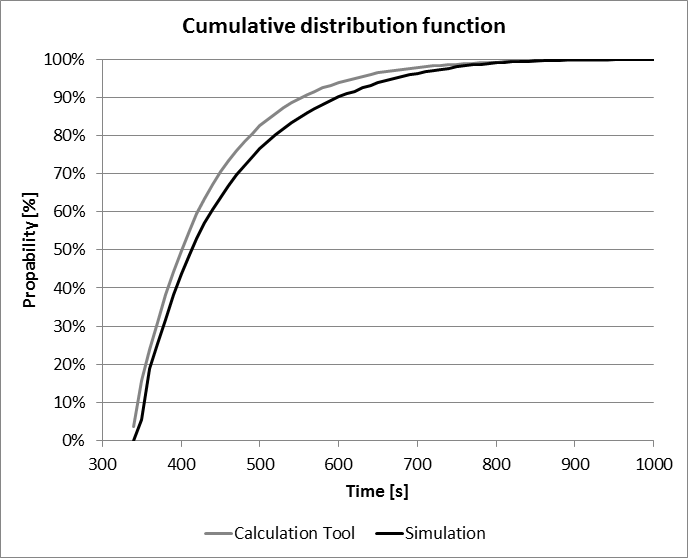 Cumulative distribution function
100%
90%
80%
70%
60%
50%
40%
30%
20%
10%
0%
Propability [%]
300 400 500 600 700 800 900 1000
Time [s]
Calculation Tool Simulation